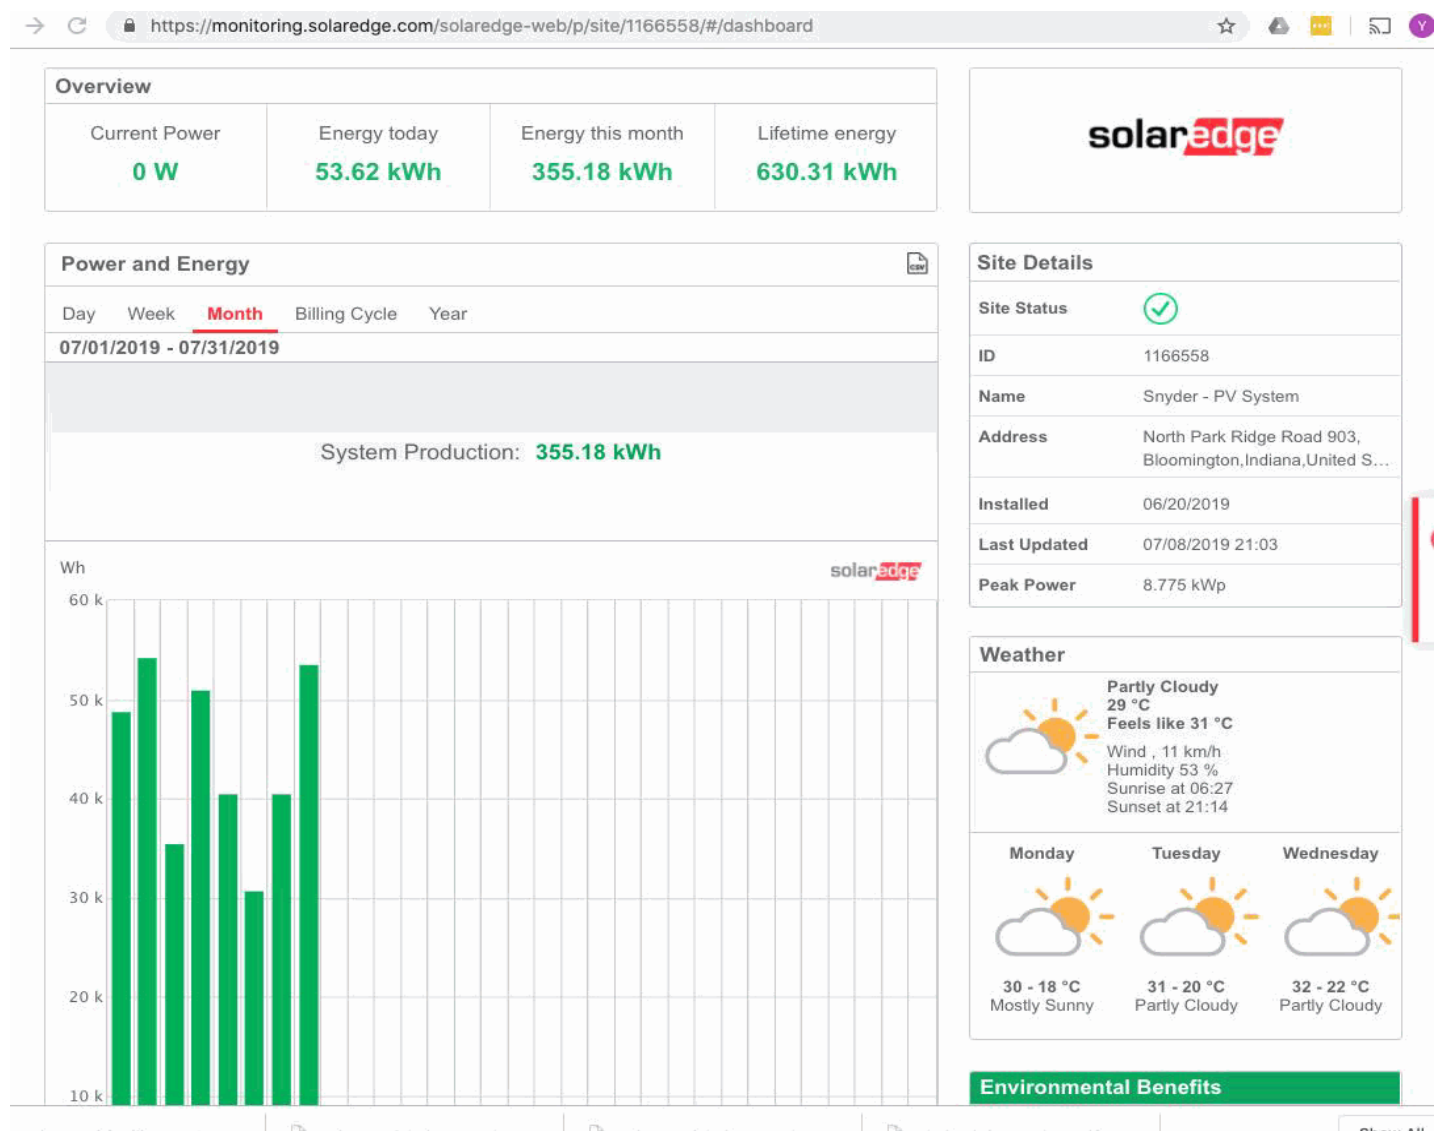 https://monitoring.solaredge.com/solaredge-web/p/site/1166558/#/dashboard
Y
Overview
Current Power
0 W
Energy today
53.62 kWh
Energy this month
355.18 kWh
Lifetime energy
630.31 kWh
solaredge
Power and Energy
CSV
Day Week Month Billing Cycle Year
07/01/2019 - 07/31/2019
System Production: 355.18 kWh
Wh
solaredge
60 k
50 k
40 k
30 k
20 k
10 k
Site Details
Site Status
ID 1166558
Name Snyder - PV System
Address North Park Ridge Road 903,
Bloomington,Indiana,United S...
Installed 06/20/2019
Last Updated 07/08/2019 21:03
Peak Power 8.775 kWp
Weather
Partly Cloudy
29 °C
Feels like 31 °C
Wind , 11 km/h
Humidity 53 %
Sunrise at 06:27
Sunset at 21:14
Monday Tuesday Wednesday
30 - 18 °C 31 - 20 °C 32 - 22 °C
Mostly Sunny Partly Cloudy Partly Cloudy
Environmental Benefits